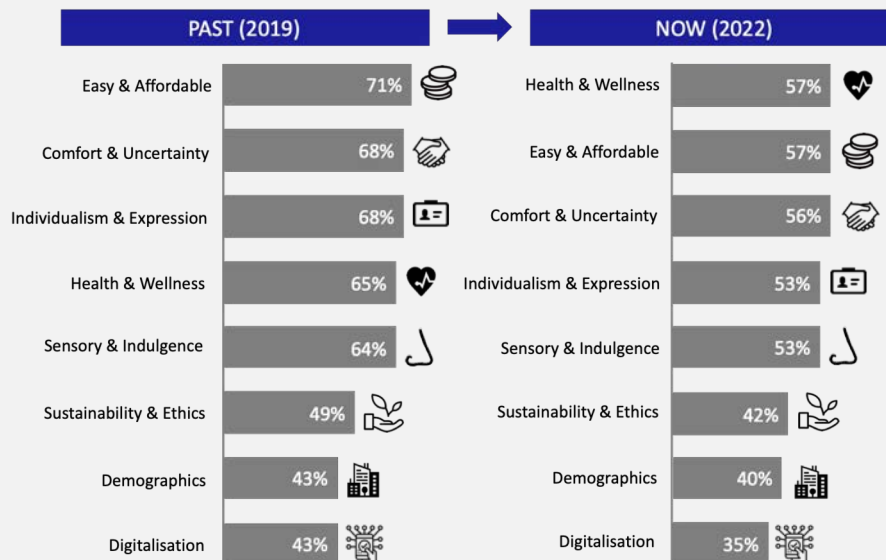 PAST (2019)
NOW (2022)
Easy & Affordable 71%
Comfort & Uncertainty 68%
Individualism & Expression 68%
Health & Wellness 65%
Sensory & Indulgence 64%
Sustainability & Ethics 49%
Demographics 43%
Digitalisation 43%
Health & Wellness 57%
Easy & Affordable 57%
Comfort & Uncertainty 56%
Individualism & Expression 53%
Sensory & Indulgence 53%
Sustainability & Ethics 42%
Demographics 40%
Digitalisation 35%